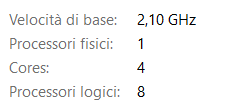 Velocità di base: 2,10 GHz
Processori fisici: 1
Cores: 4
Processori logici: 8